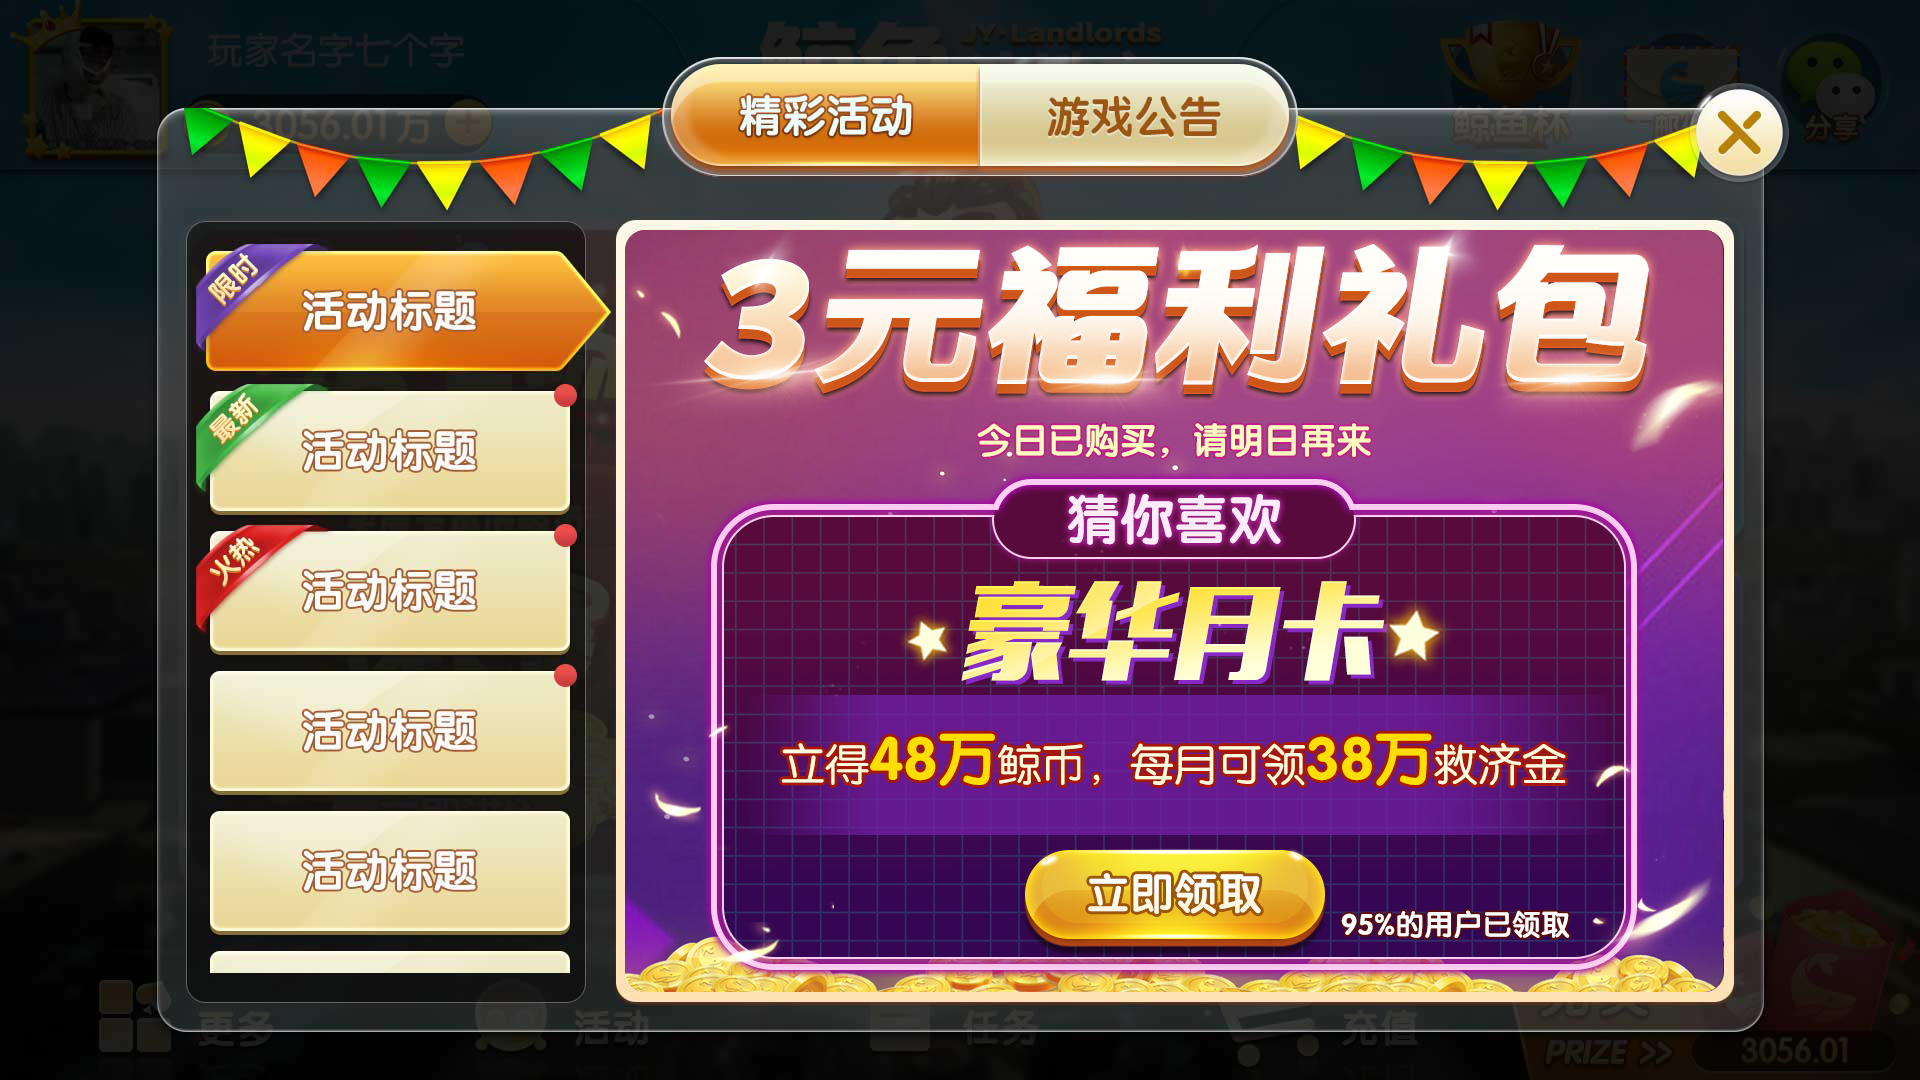 玩家名字七个字
JY·Landlords
3056.01万
鲸鱼杯
分享
精彩活动
游戏公告
限时
活动标题
最新
活动标题
火热
活动标题
活动标题
活动标题
3元福利礼包
今日已购买，请明日再来
猜你喜欢
豪华月卡
立得48万鲸币，每月可领38万救济金
立即领取
95%的用户已领取
更多
活动
任务
充值
PRIZE >>
3056.01